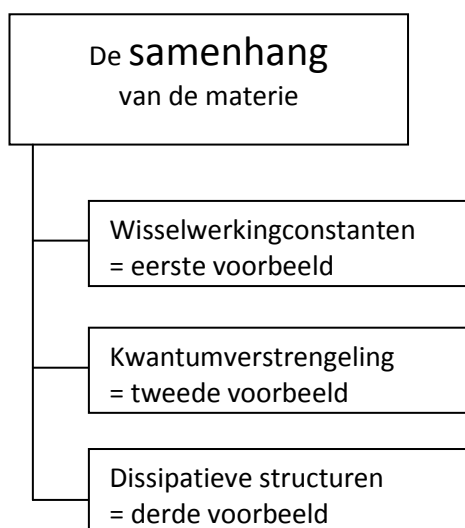 De samenhang
van de materie
Wisselwerkingconstanten
= eerste voorbeeld
Kwantumverstrengeling
= tweede voorbeeld
Dissipatieve structuren
= derde voorbeeld